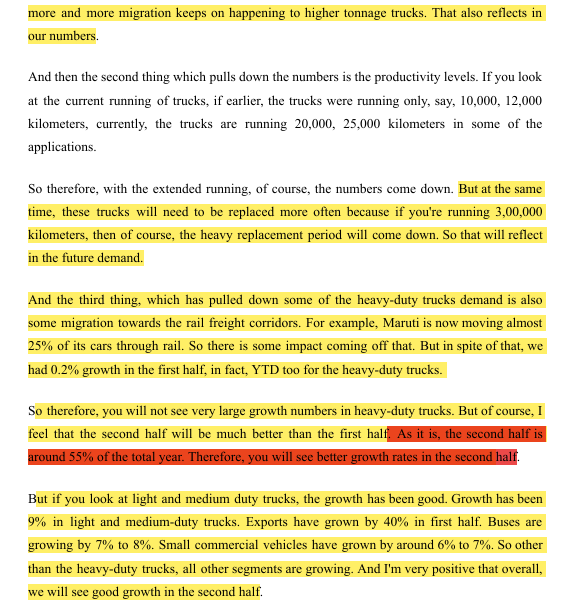 more and more migration keeps on happening to higher tonnage trucks. That also reflects in
our numbers.
And then the second thing which pulls down the numbers is the productivity levels. If you look
at the current running of trucks, if earlier, the trucks were running only, say, 10,000, 12,000
kilometers, currently, the trucks are running 20,000, 25,000 kilometers in some of the
applications.
So therefore, with the extended running, of course, the numbers come down. But at the same
time, these trucks will need to be replaced more often because if you're running 3,00,000
kilometers, then of course, the heavy replacement period will come down. So that will reflect
in the future demand.
And the third thing, which has pulled down some of the heavy-duty trucks demand is also
some migration towards the rail freight corridors. For example, Maruti is now moving almost
25% of its cars through rail. So there is some impact coming off that. But in spite of that, we
had 0.2% growth in the first half, in fact, YTD too for the heavy-duty trucks.
So therefore, you will not see very large growth numbers in heavy-duty trucks. But of course, I
feel that the second half will be much better than the first half. As it is, the second half is
around 55% of the total year. Therefore, you will see better growth rates in the second half.
But if you look at light and medium duty trucks, the growth has been good. Growth has been
9% in light and medium-duty trucks. Exports have grown by 40% in first half. Buses are
growing by 7% to 8%. Small commercial vehicles have grown by around 6% to 7%. So other
than the heavy-duty trucks, all other segments are growing. And I'm very positive that overall,
we will see good growth in the second half.